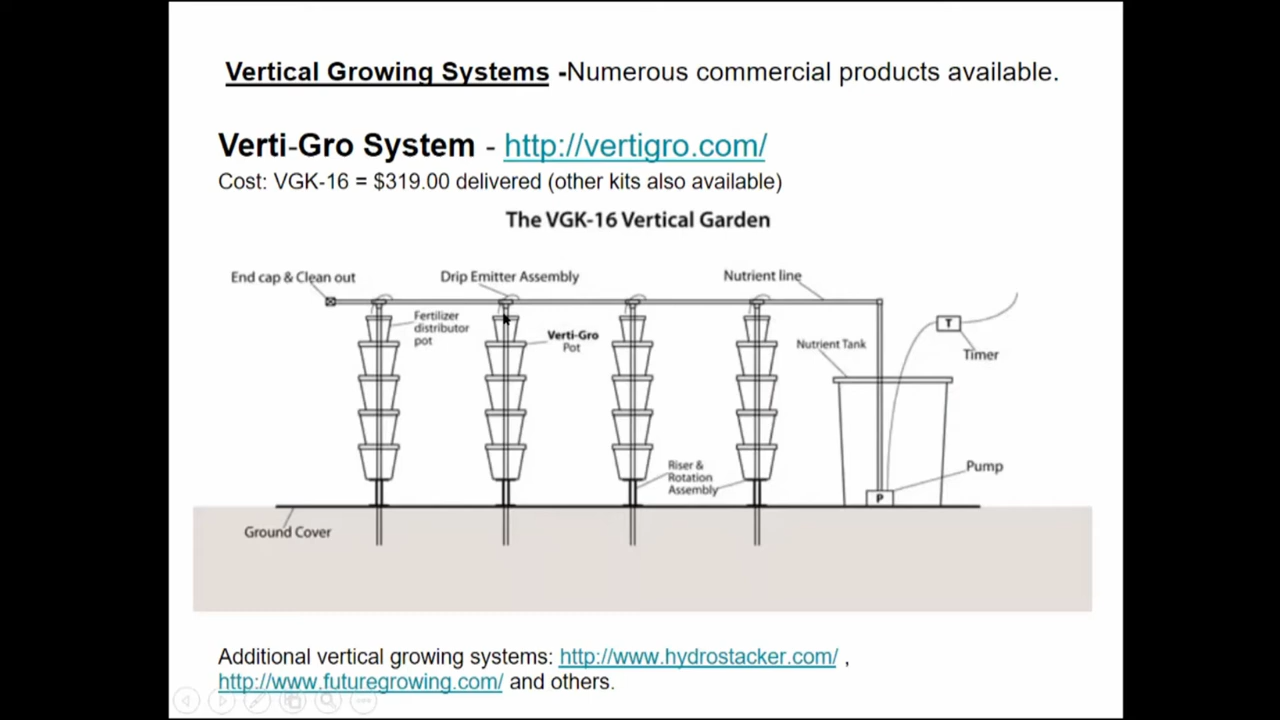 Vertical Growing Systems -Numerous commercial products available.
Verti-Gro System - http://vertigro.com/
Cost: VGK-16 = $319.00 delivered (other kits also available)
The VGK-16 Vertical Garden
End cap & Clean out
Drip Emitter Assembly
Nutrient line
Fertilizer
distributor
pot
Verti-Gro
Pot
Nutrient Tank
T
Timer
Riser &
Rotation
Assembly
Pump
P
Ground Cover
Additional vertical growing systems: http://www.hydrostacker.com/ ,
http://www.futuregrowing.com/ and others.